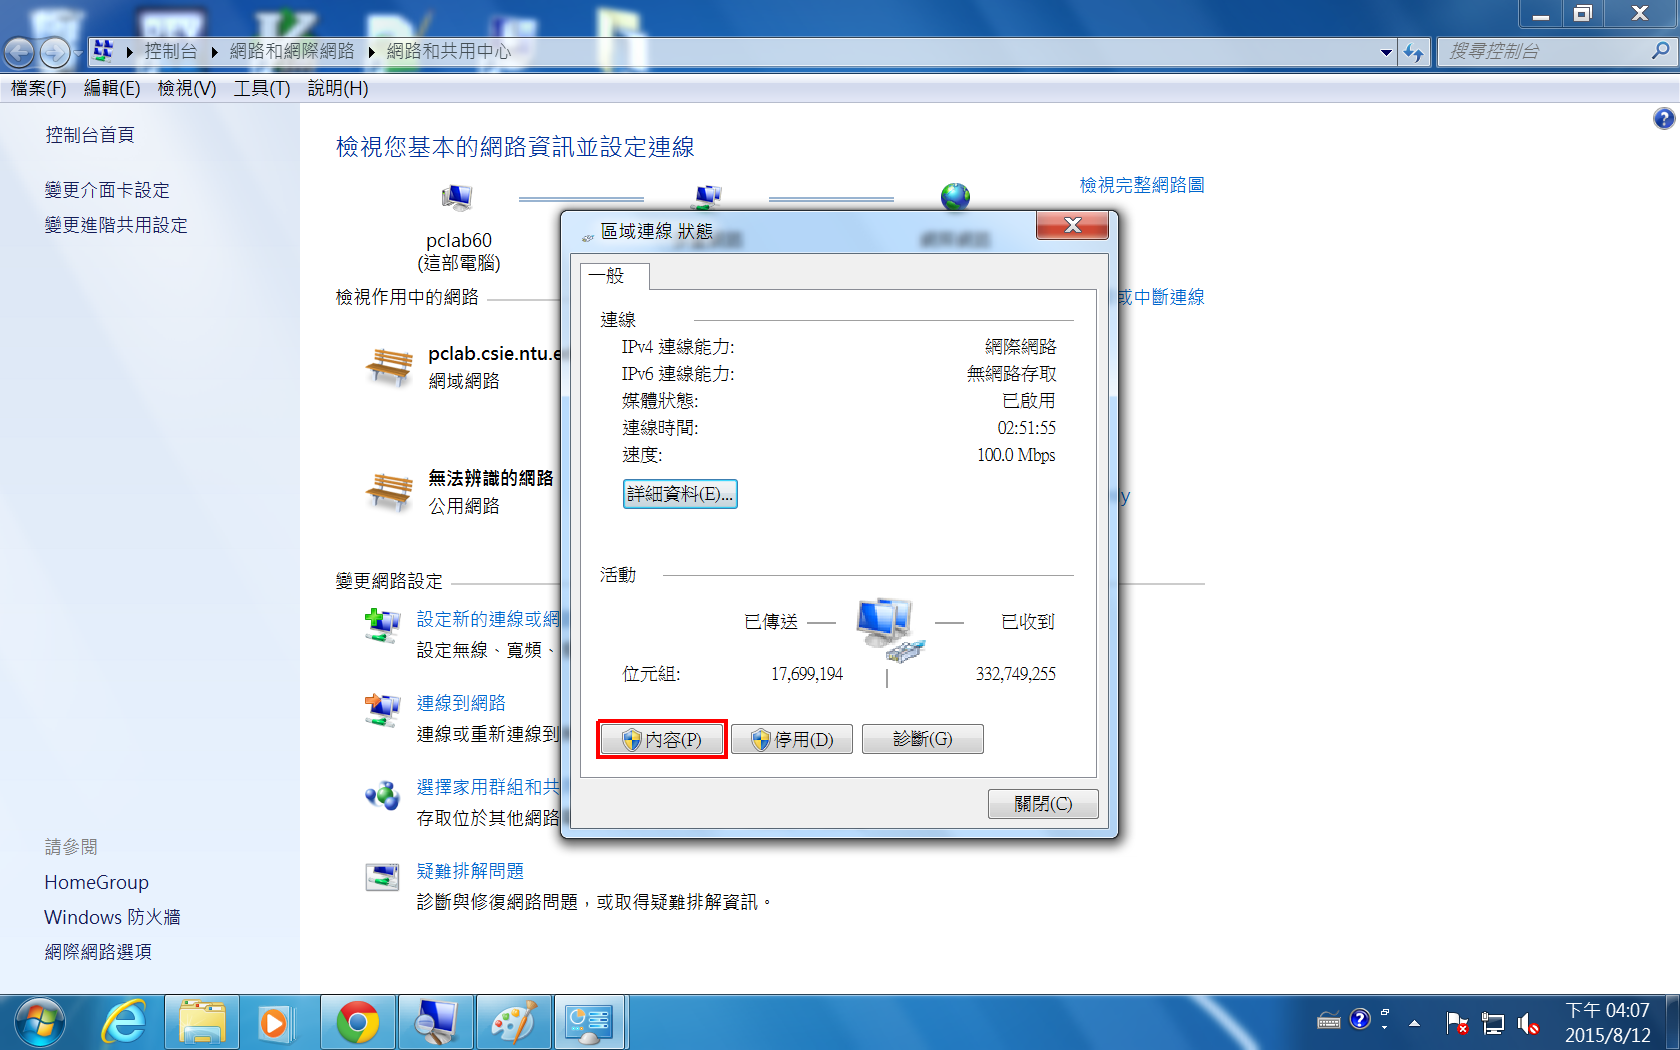 控制台 網路和網際網路 網路和共用中心
搜尋控制台
檔案(F) 編輯(E) 檢視(V) 工具(T) 說明(H)
控制台首頁
變更介面卡設定
變更進階共用設定
檢視您基本的網路資訊並設定連線
檢視完整網路圖
pclab60
(這部電腦)
檢視作用中的網路
或中斷連線
pclab.csie.ntu.e
網域網路
無法辨識的網路
公用網路
y
變更網路設定
設定新的連線或網
設定無線、寬頻、
連線到網路
連線或重新連線到
選擇家用群組和共
存取位於其他網路
疑難排解問題
診斷與修復網路問題，或取得疑難排解資訊。
請參閱
HomeGroup
Windows 防火牆
網際網路選項
區域連線 狀態
一般
連線
IPv4 連線能力: 網際網路
IPv6 連線能力: 無網路存取
媒體狀態: 已啟用
連線時間: 02:51:55
速度: 100.0 Mbps
詳細資料(E)...
活動
已傳送 已收到
位元組: 17,699,194 332,749,255
內容(P) 停用(D) 診斷(G)
關閉(C)
下午 04:07
2015/8/12